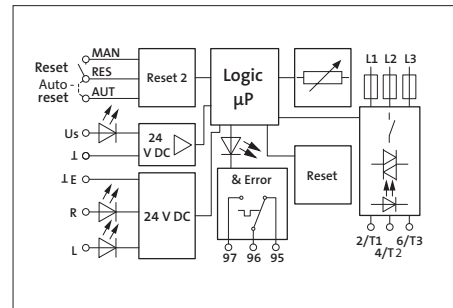 MAN
Reset
RES
Auto
reset
AUT
Reset 2
Logic
µP
L1 L2 L3
Us
⊥
24
V DC
⊥E
R
L
24 V DC
& Error
97 96 95
Reset
2/T1 6/T3
4/T2